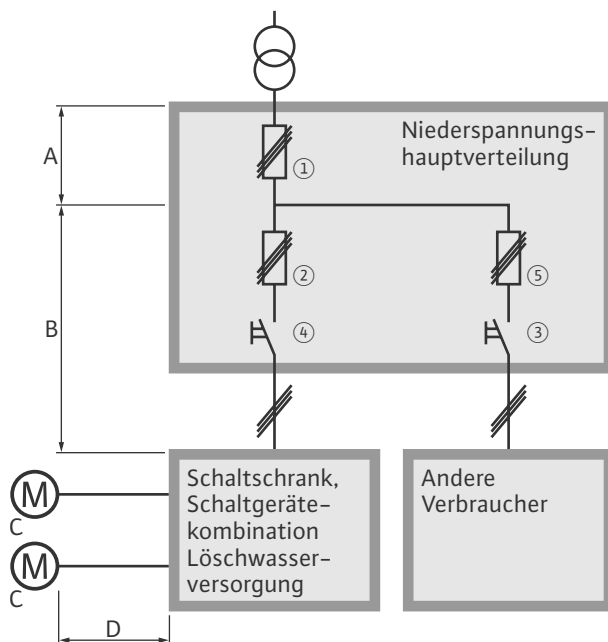 Niederspannungs-
hauptverteilung
A
①
②
⑤
B
④
③
Schaltschrank,
Schaltgeräte-
kombination
Löschwasser-
versorgung
Andere
Verbraucher
M
C
M
C
D